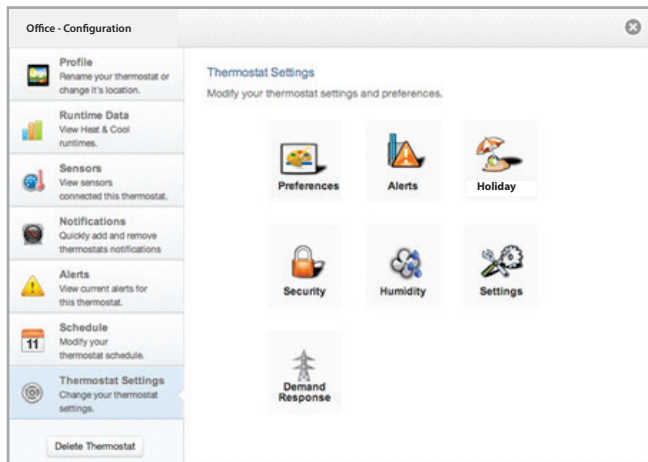 Office - Configuration
Profile
Rename your thermostat or
change it's location.
Runtime Data
View Heat & Cool
runtimes.
Sensors
View sensors
connected this thermostat.
Notifications
Quickly add and remove
thermostats notifications
Alerts
View current alerts for
this thermostat.
11
Schedule
Modify your
thermostat schedule.
Thermostat Settings
Change your thermostat
settings.
Delete Thermostat
Thermostat Settings
Modify your thermostat settings and preferences.
Preferences
Alerts
Holiday
Security
Humidity
Settings
Demand
Response